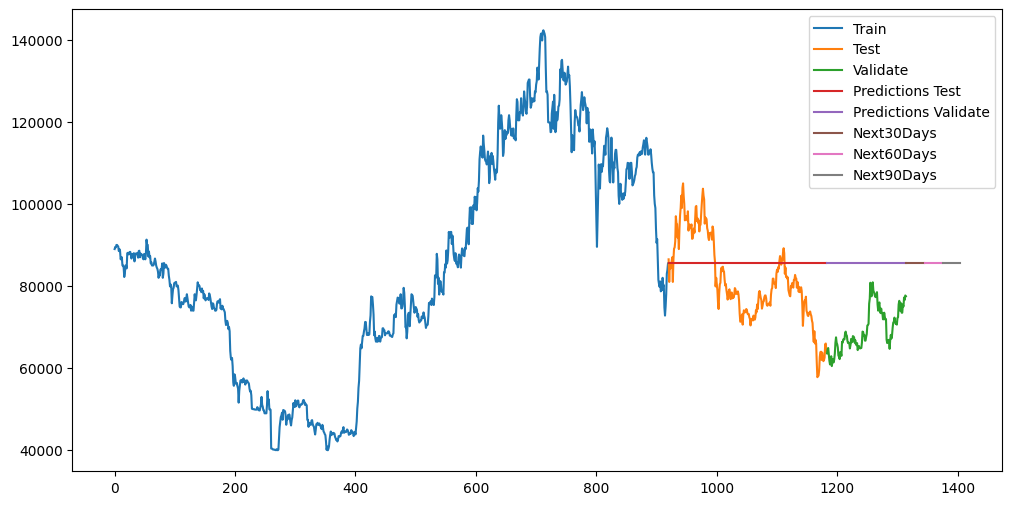 140000
120000
100000
80000
60000
40000
0
200
400
600
800
1000
1200
1400
Train
Test
Validate
Predictions Test
Predictions Validate
Next30Days
Next60Days
Next90Days